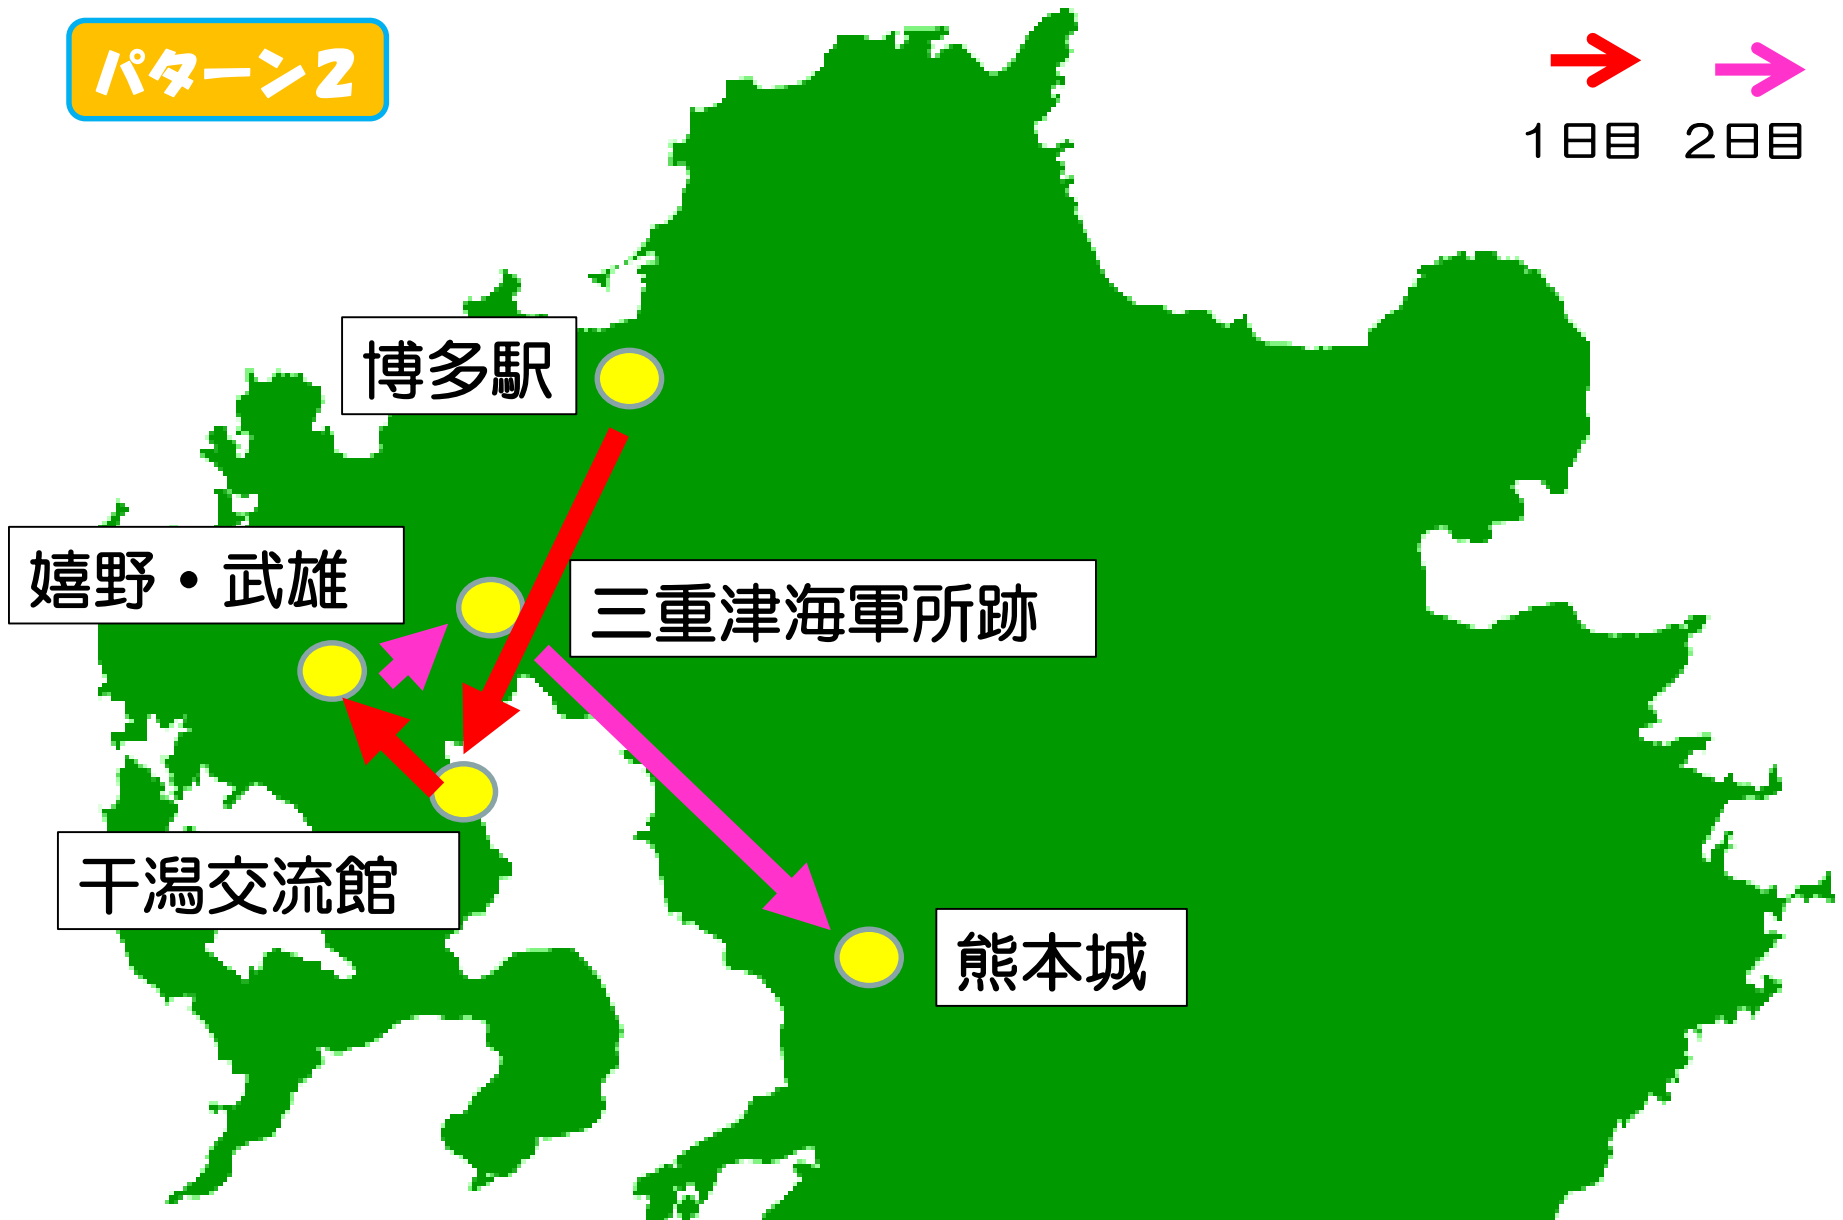 パターン２
１日目
２日目
博多駅
嬉野・武雄
三重津海軍所跡
干潟交流館
熊本城